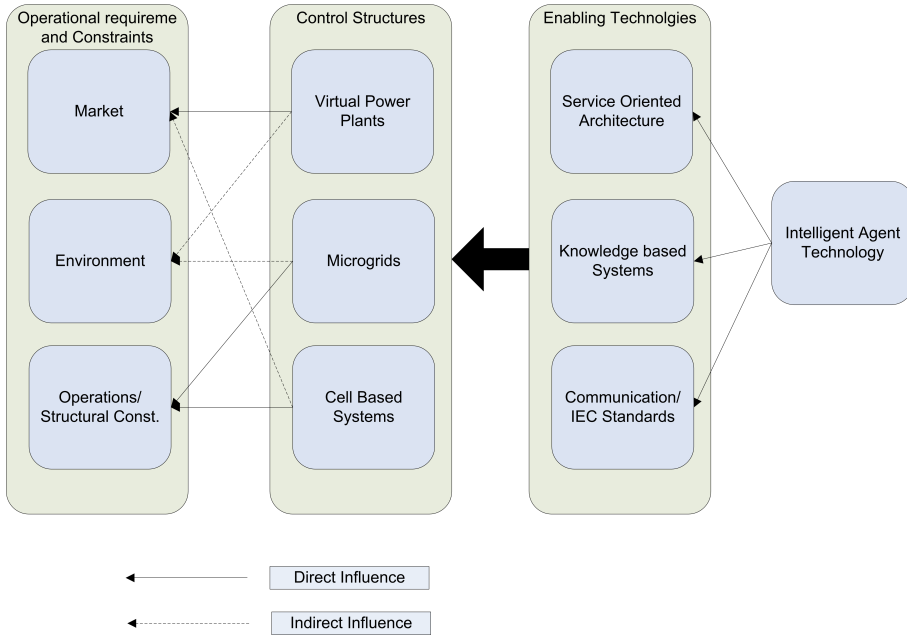 Operational requireme
and Constraints
Market
Environment
Operations/
Structural Const.
Control Structures
Virtual Power
Plants
Microgrids
Cell Based
Systems
Enabling Technolgies
Service Oriented
Architecture
Knowledge based
Systems
Communication/
IEC Standards
Intelligent Agent
Technology
Direct Influence
Indirect Influence